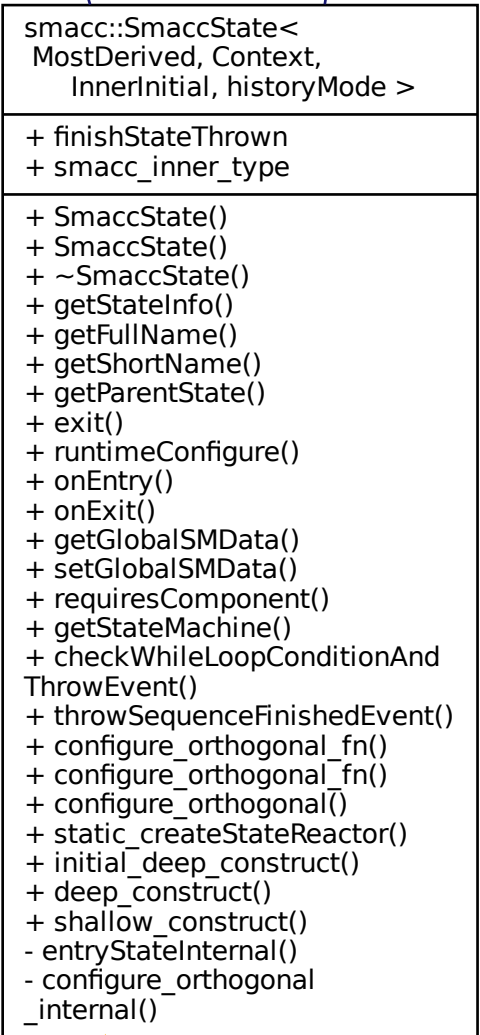 smacc::SmaccState<
MostDerived, Context,
InnerInitial, historyMode >
+ finishStateThrown
+ smacc_inner_type
+ SmaccState()
+ SmaccState()
+ ~SmaccState()
+ getStateInfo()
+ getFullName()
+ getShortName()
+ getParentState()
+ exit()
+ runtimeConfigure()
+ onEntry()
+ onExit()
+ getGlobalSMData()
+ setGlobalSMData()
+ requiresComponent()
+ getStateMachine()
+ checkWhileLoopConditionAnd
ThrowEvent()
+ throwSequenceFinishedEvent()
+ configure_orthogonal_fn()
+ configure_orthogonal_fn()
+ configure_orthogonal()
+ static_createStateReactor()
+ initial_deep_construct()
+ deep_construct()
+ shallow_construct()
- entryStateInternal()
- configure_orthogonal
_internal()